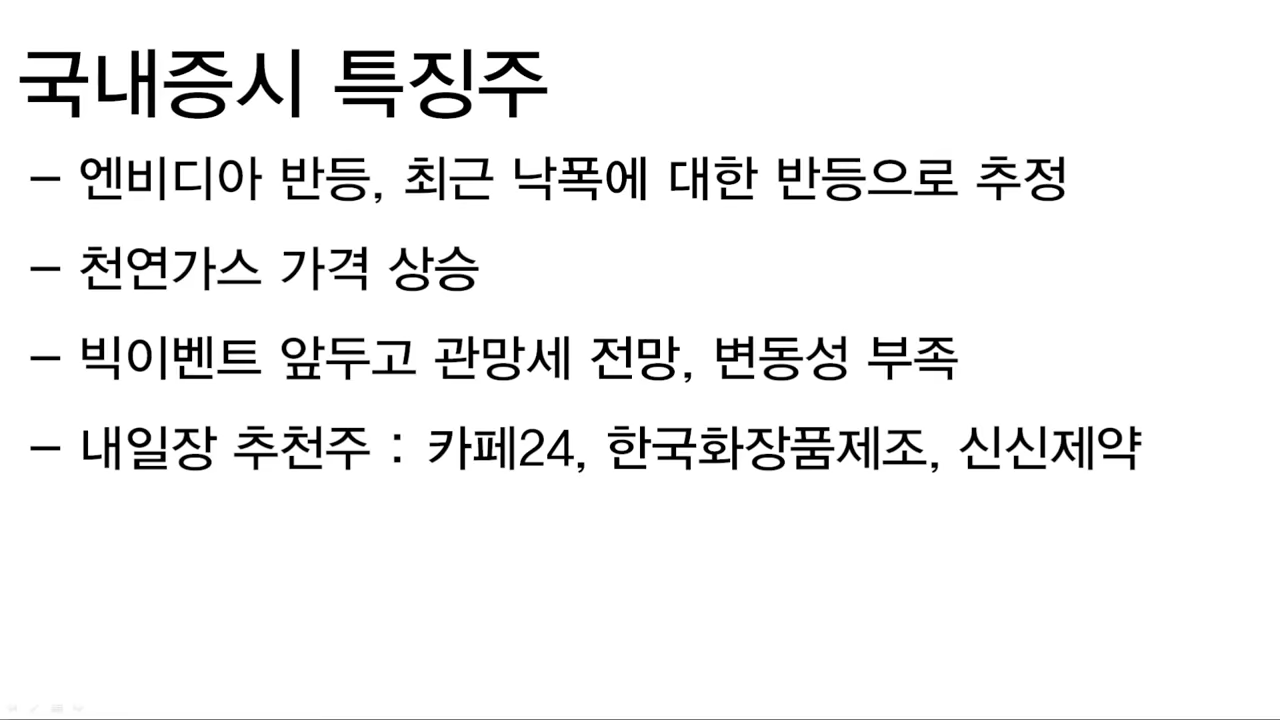 국내증시 특징주
– 엔비디아 반등, 최근 낙폭에 대한 반등으로 추정
– 천연가스 가격 상승
– 빅이벤트 앞두고 관망세 전망, 변동성 부족
– 내일장 추천주 : 카페24, 한국화장품제조, 신신제약